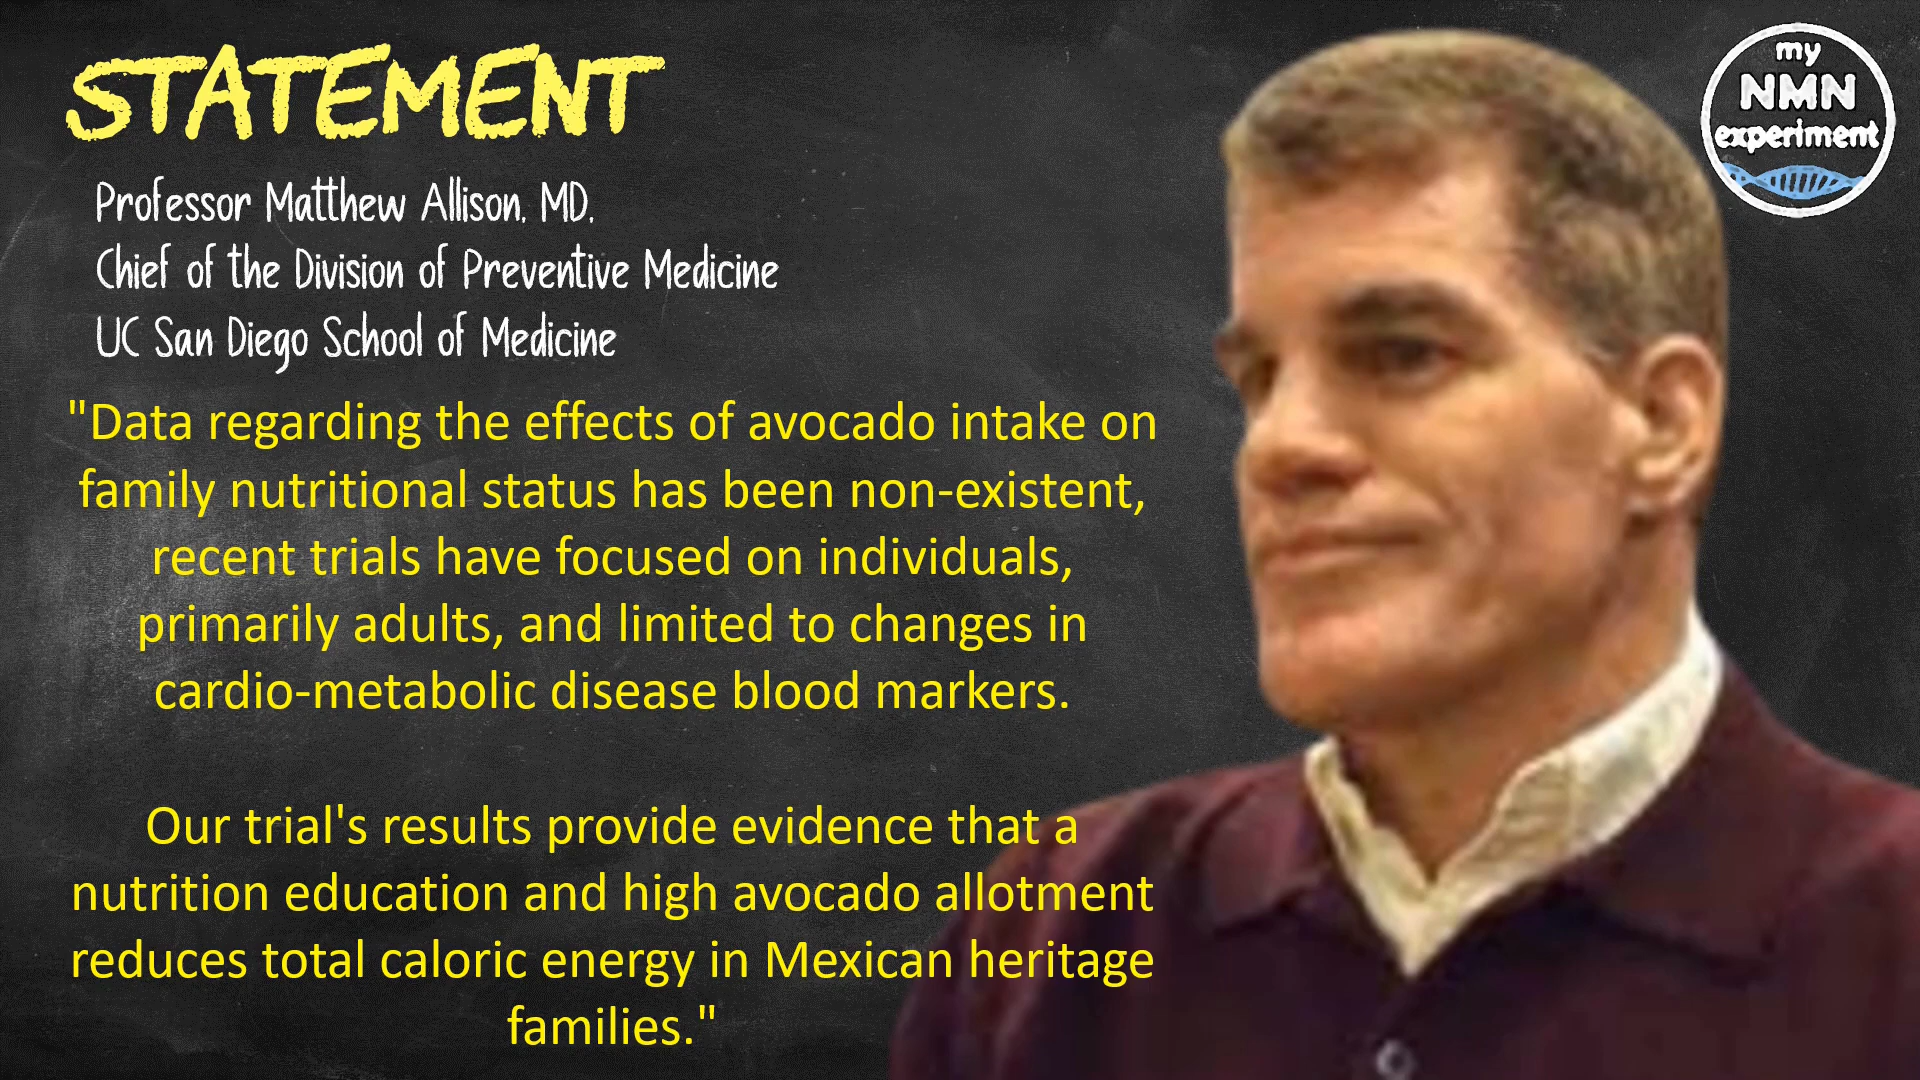 STATEMENT
my
NMN
experiment
Professor Matthew Allison, MD,
Chief of the Division of Preventive Medicine
UC San Diego School of Medicine
"Data regarding the effects of avocado intake on
family nutritional status has been non-existent,
recent trials have focused on individuals,
primarily adults, and limited to changes in
cardio-metabolic disease blood markers.
Our trial's results provide evidence that a
nutrition education and high avocado allotment
reduces total caloric energy in Mexican heritage
families."